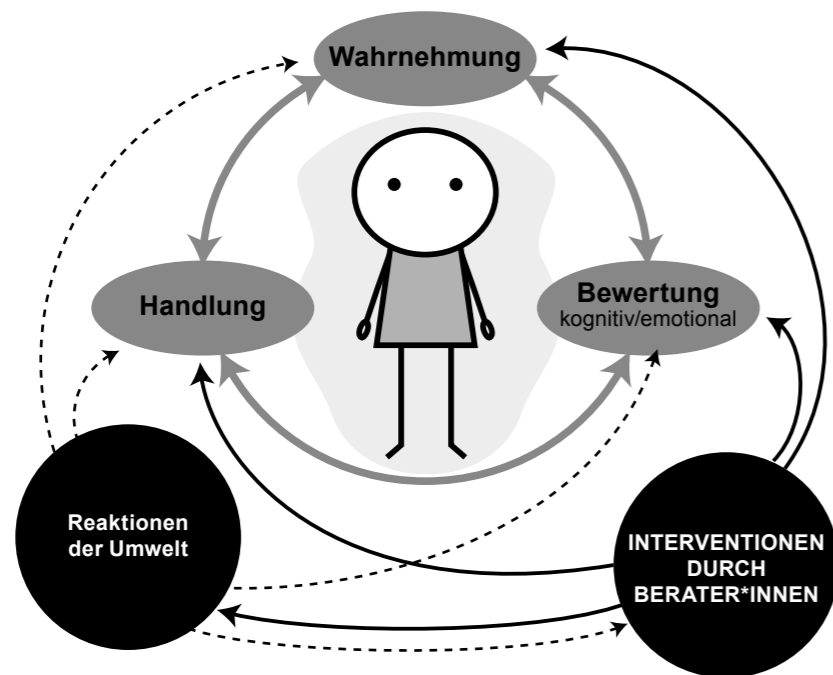 Wahrnehmung
Handlung
Bewertung
kognitiv/emotional
Reaktionen
der Umwelt
INTERVENTIONEN
DURCH
BERATER*INNEN